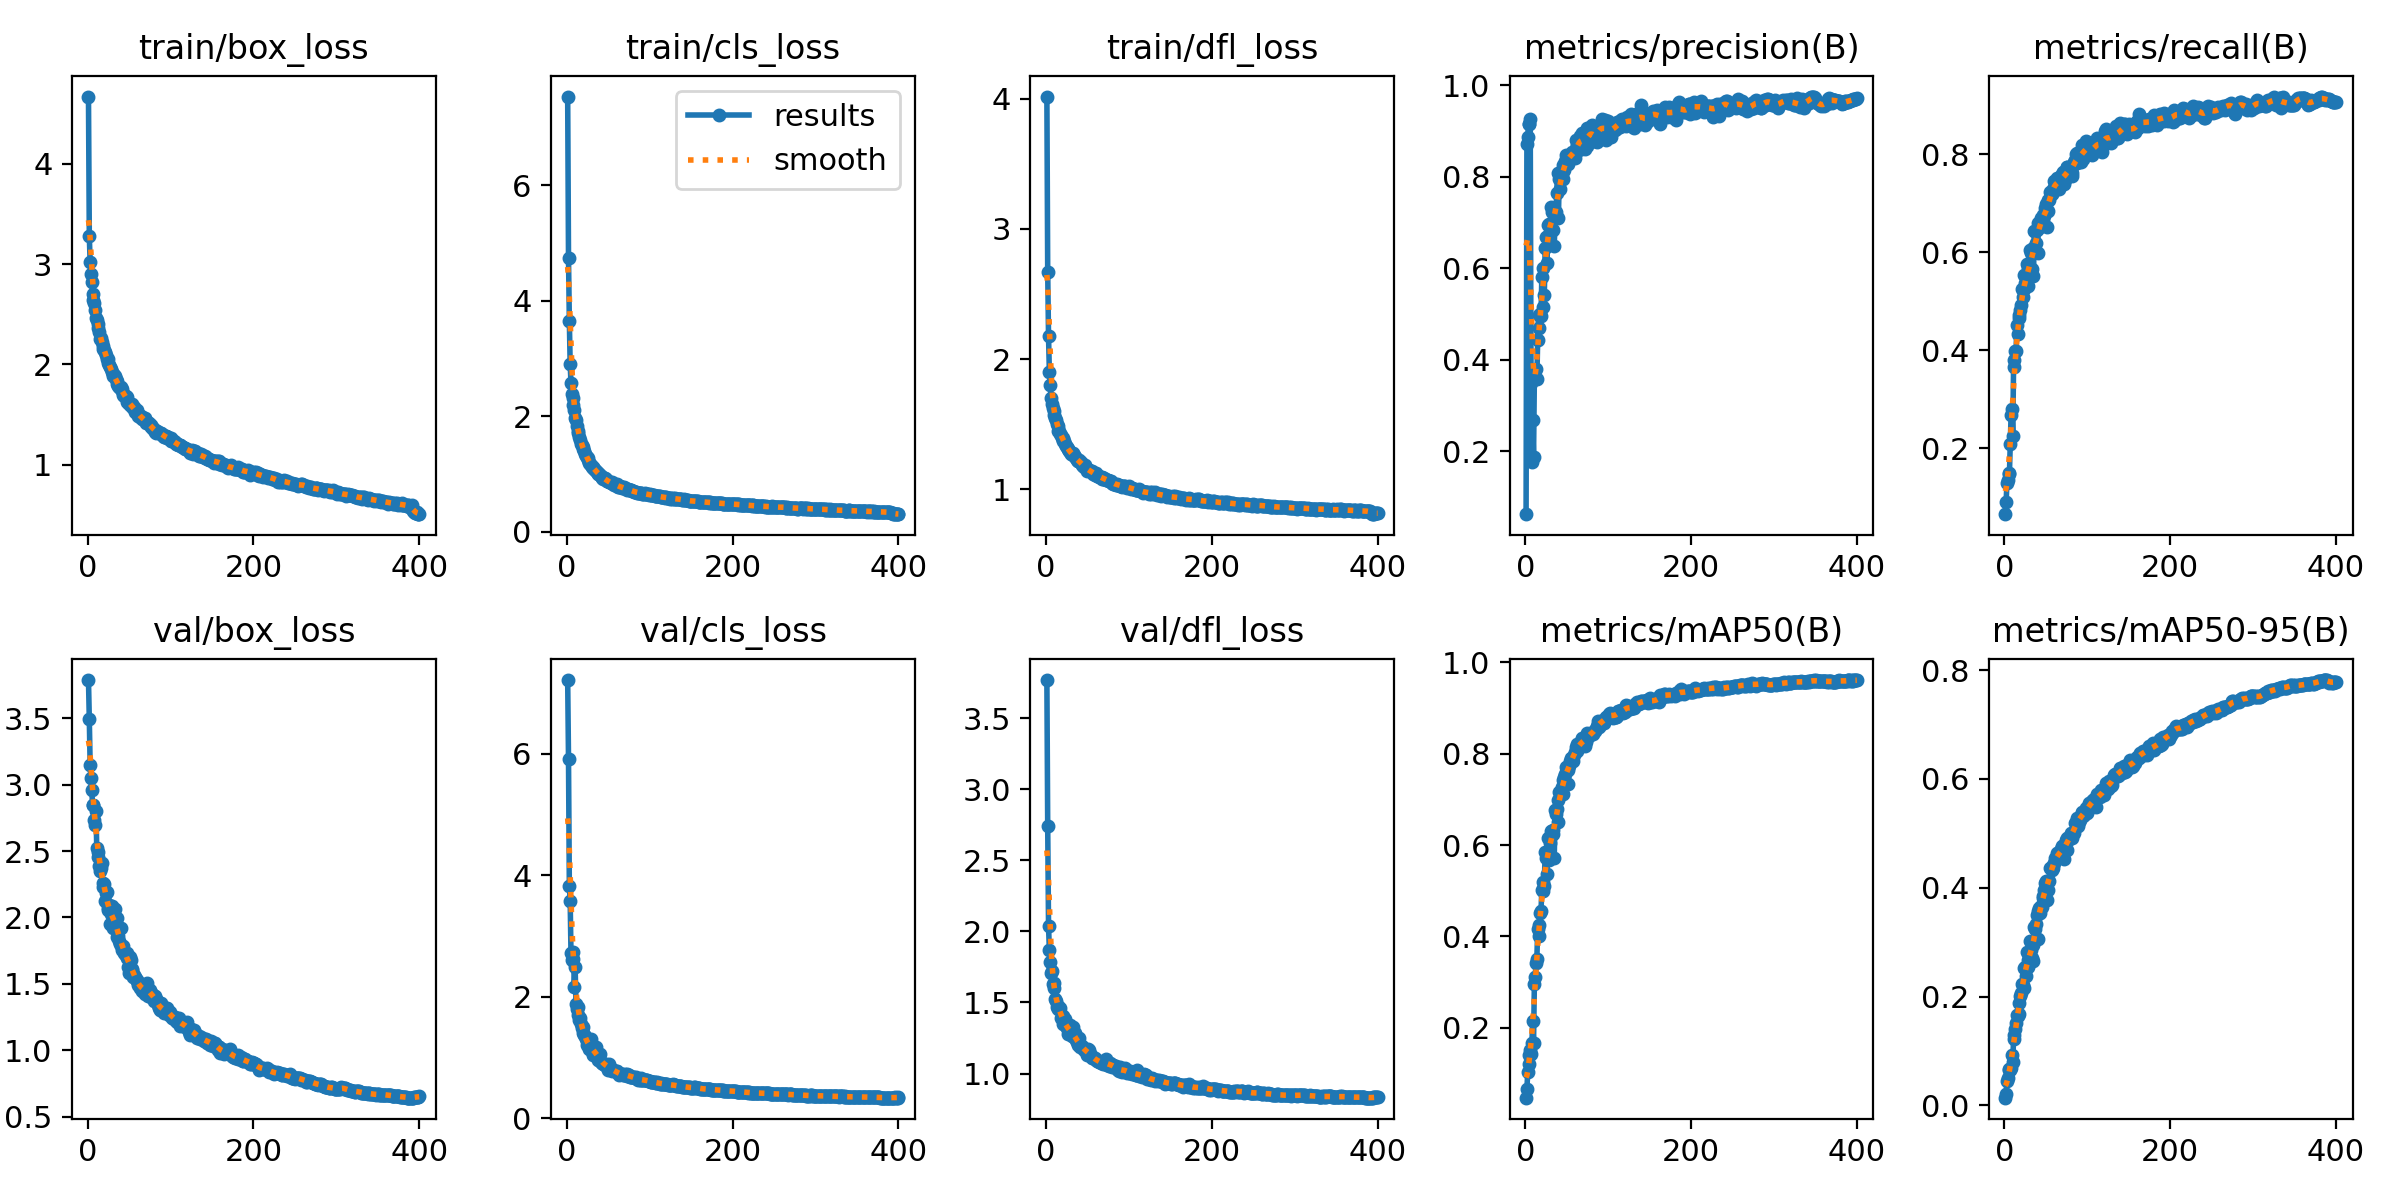 train/box_loss
4
3
2
1
0 200 400
train/cls_loss
results
smooth
6
4
2
0
0 200 400
train/dfl_loss
4
3
2
1
0 200 400
metrics/precision(B)
1.0
0.8
0.6
0.4
0.2
0 200 400
metrics/recall(B)
0.8
0.6
0.4
0.2
0 200 400
val/box_loss
3.5
3.0
2.5
2.0
1.5
1.0
0.5
0 200 400
val/cls_loss
6
4
2
0
0 200 400
val/dfl_loss
3.5
3.0
2.5
2.0
1.5
1.0
0 200 400
metrics/mAP50(B)
1.0
0.8
0.6
0.4
0.2
0 200 400
metrics/mAP50-95(B)
0.8
0.6
0.4
0.2
0.0
0 200 400